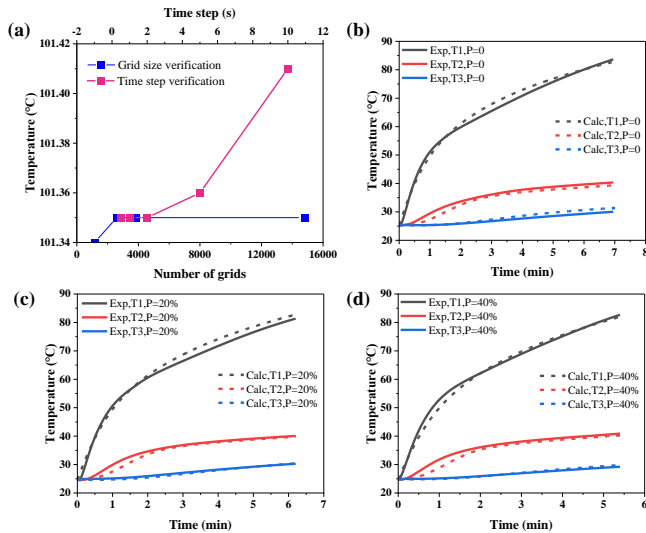 Time step (s)
-2 0 2 4 6 8 10 12
(a)
101.42
101.40
101.38
101.36
101.34
Temperature (°C)
Grid size verification
Time step verification
0 4000 8000 12000 16000
Number of grids
(b)
90
80
70
60
50
40
30
20
Temperature (°C)
Exp,T1,P=0
Exp,T2,P=0
Exp,T3,P=0
Calc,T1,P=0
Calc,T2,P=0
Calc,T3,P=0
0 1 2 3 4 5 6 7 8
Time (min)
(c)
90
80
70
60
50
40
30
20
Temperature (°C)
Exp,T1,P=20%
Exp,T2,P=20%
Exp,T3,P=20%
Calc,T1,P=20%
Calc,T2,P=20%
Calc,T3,P=20%
0 1 2 3 4 5 6 7
Time (min)
(d)
90
80
70
60
50
40
30
20
Temperature (°C)
Exp,T1,P=40%
Exp,T2,P=40%
Exp,T3,P=40%
Calc,T1,P=40%
Calc,T2,P=40%
Calc,T3,P=40%
0 1 2 3 4 5 6
Time (min)